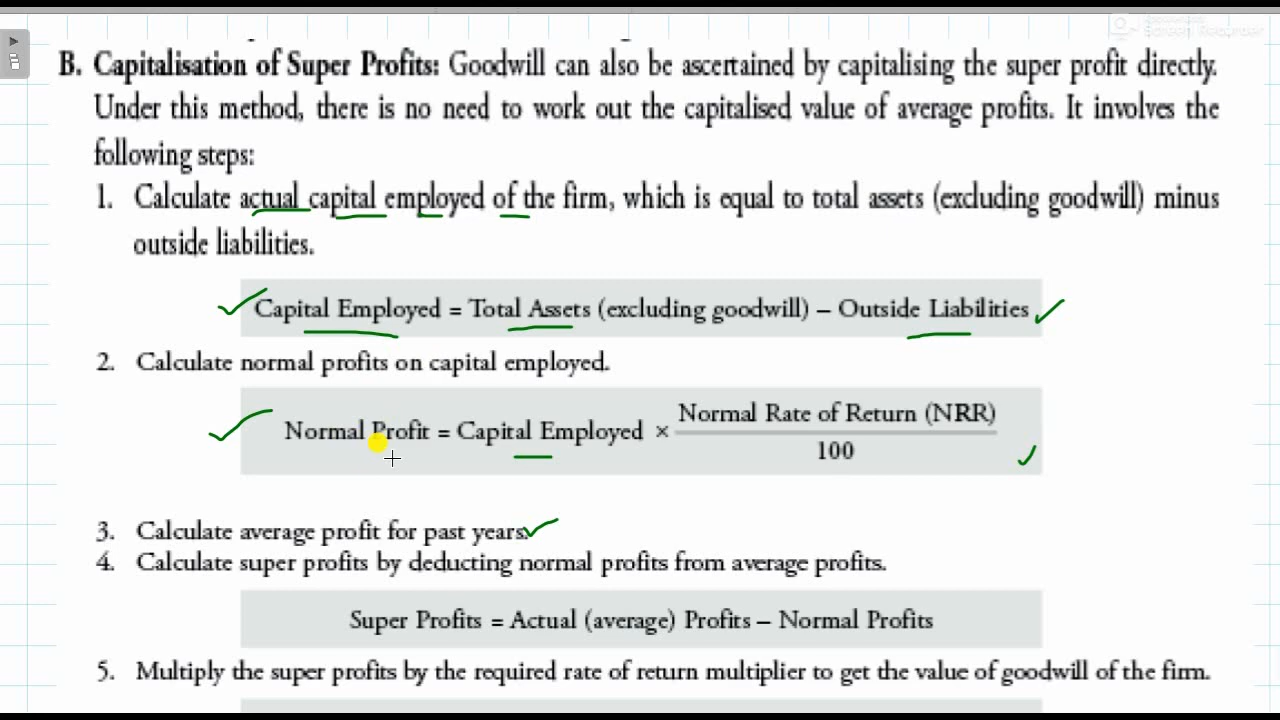 B. Capitalisation of Super Profits: Goodwill can also be ascertained by capitalising the super profit directly.
Under this method, there is no need to work out the capitalised value of average profits. It involves the
following steps:
1. Calculate actual capital employed of the firm, which is equal to total assets (excluding goodwill) minus
outside liabilities.
Capital Employed = Total Assets (excluding goodwill) – Outside Liabilities
2. Calculate normal profits on capital employed.
Normal Profit = Capital Employed × Normal Rate of Return (NRR)
100
3. Calculate average profit for past years.
4. Calculate super profits by deducting normal profits from average profits.
Super Profits = Actual (average) Profits – Normal Profits
5. Multiply the super profits by the required rate of return multiplier to get the value of goodwill of the firm.
Screen Recorder